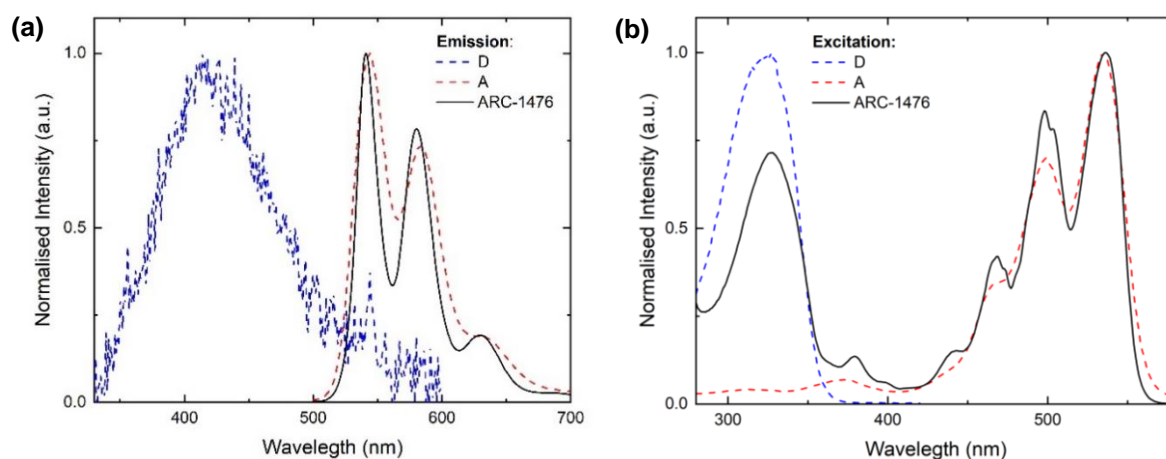 (a)
Normalised Intensity (a.u.)
1.0
0.5
0.0
Emission:
D
A
ARC-1476
400
500
600
700
Wavelegth (nm)
(b)
Normalised Intensity (a.u.)
1.0
0.5
0.0
Excitation:
D
A
ARC-1476
300
400
500
Wavelegth (nm)